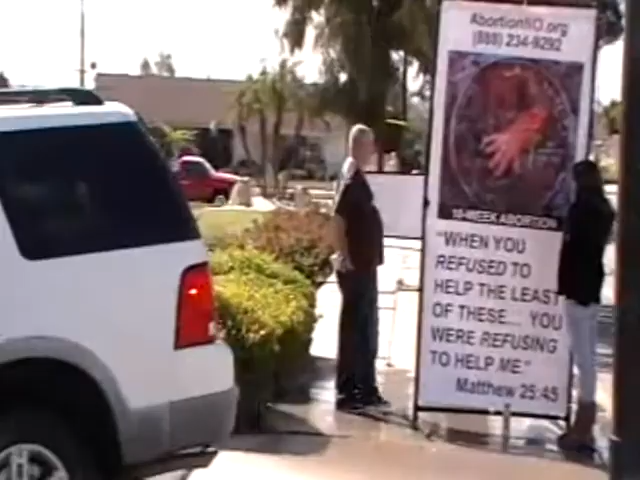 AbortionNO.org
(888) 234-9292
10-WEEK ABORTION
"WHEN YOU
REFUSED TO
HELP THE LEAST
OF THESE... YOU
WERE REFUSING
TO HELP ME"
Matthew 25:45